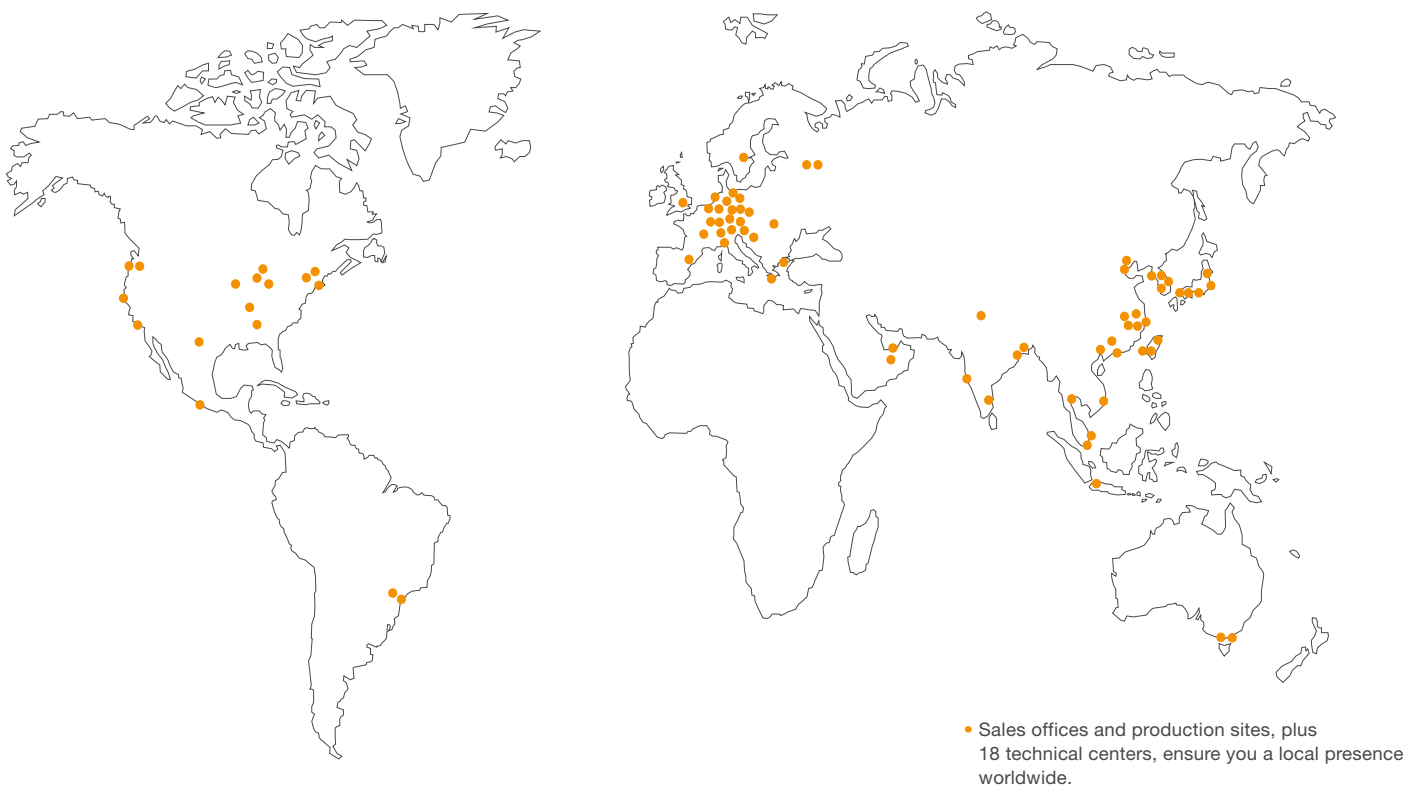 Sales offices and production sites, plus
18 technical centers, ensure you a local presence
worldwide.